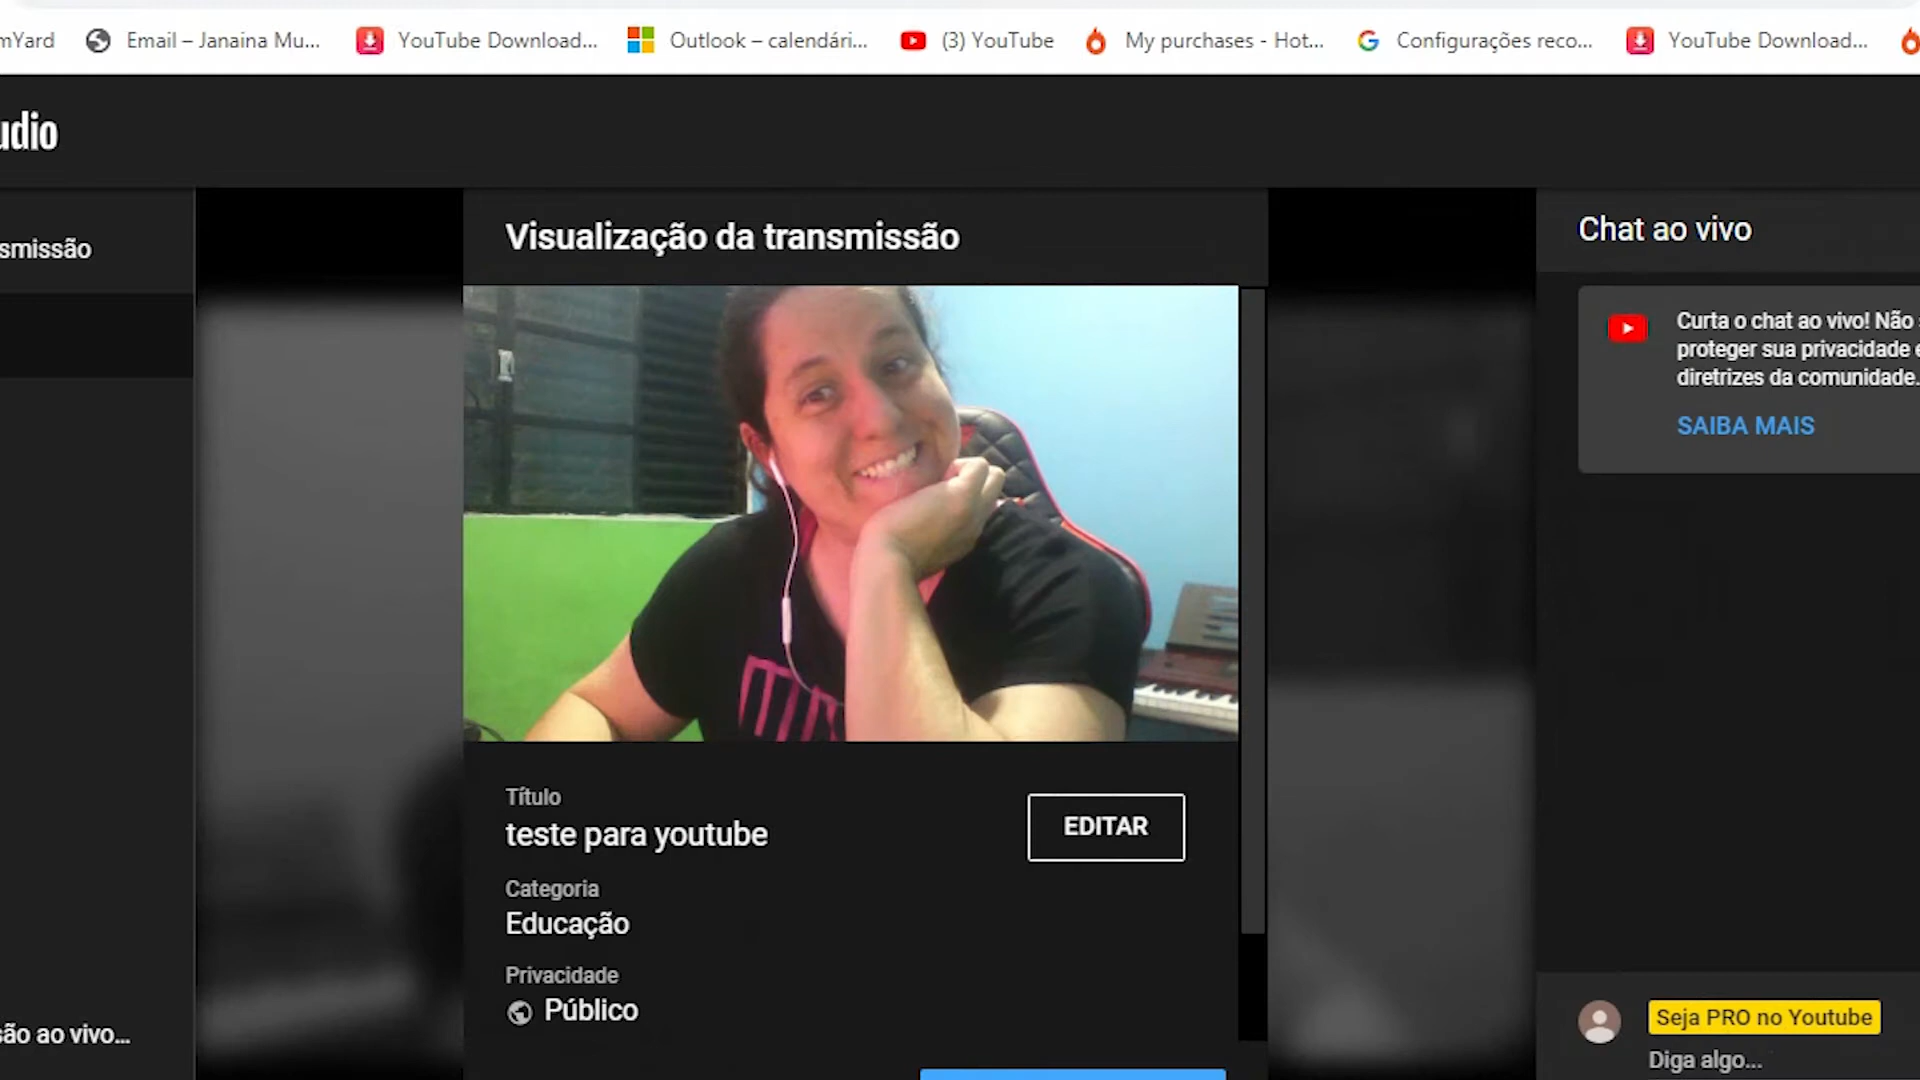 mYard
Email – Janaina Mu...
YouTube Download...
Outlook – calendári...
(3) YouTube
My purchases - Hot...
Configurações reco...
YouTube Download...
udio
smissão
Visualização da transmissão
Chat ao vivo
Curta o chat ao vivo! Não
proteger sua privacidade e
diretrizes da comunidade.
SAIBA MAIS
Título
teste para youtube
EDITAR
Categoria
Educação
Privacidade
Público
são ao vivo...
Seja PRO no Youtube
Diga algo...